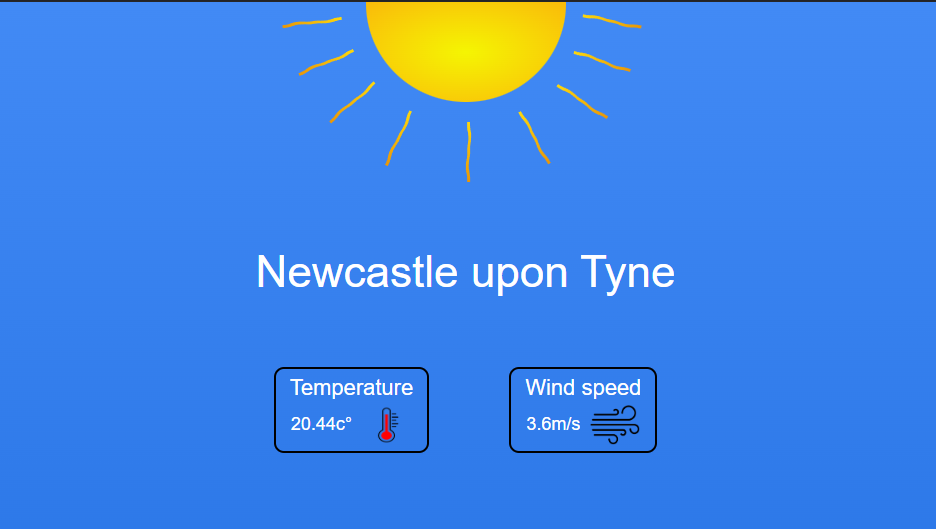 Newcastle upon Tyne
Temperature
20.44c°
Wind speed
3.6m/s